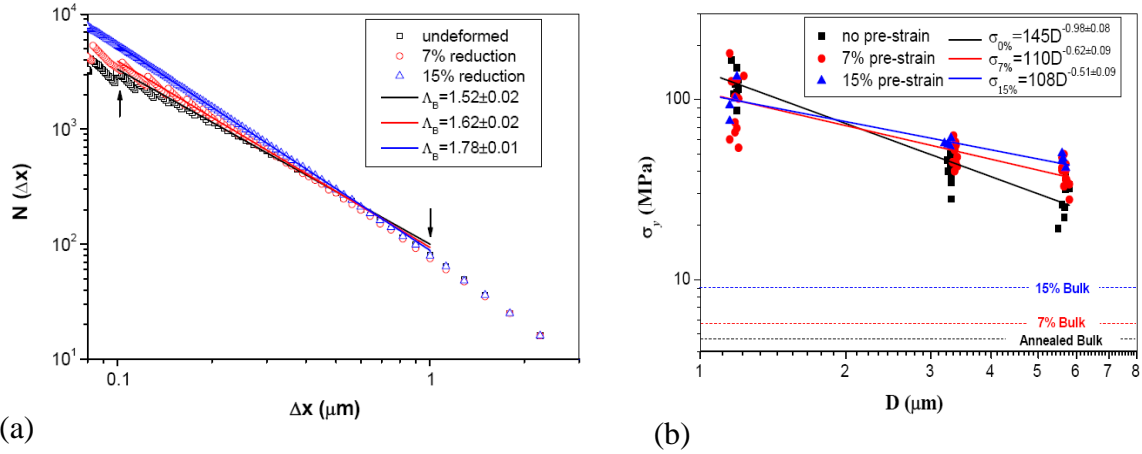 10⁴
10³
10²
10¹
N (Δx)
0.1
1
Δx (μm)
undeformed
7% reduction
15% reduction
Λ_B=1.52±0.02
Λ_B=1.62±0.02
Λ_B=1.78±0.01
(a)
100
10
σ_y (MPa)
no pre-strain
7% pre-strain
15% pre-strain
σ_0%=145D^-0.98±0.08
σ_7%=110D^-0.62±0.09
σ_15%=108D^-0.51±0.09
15% Bulk
7% Bulk
Annealed Bulk
1 2 3 4 5 6 7 8
D (μm)
(b)